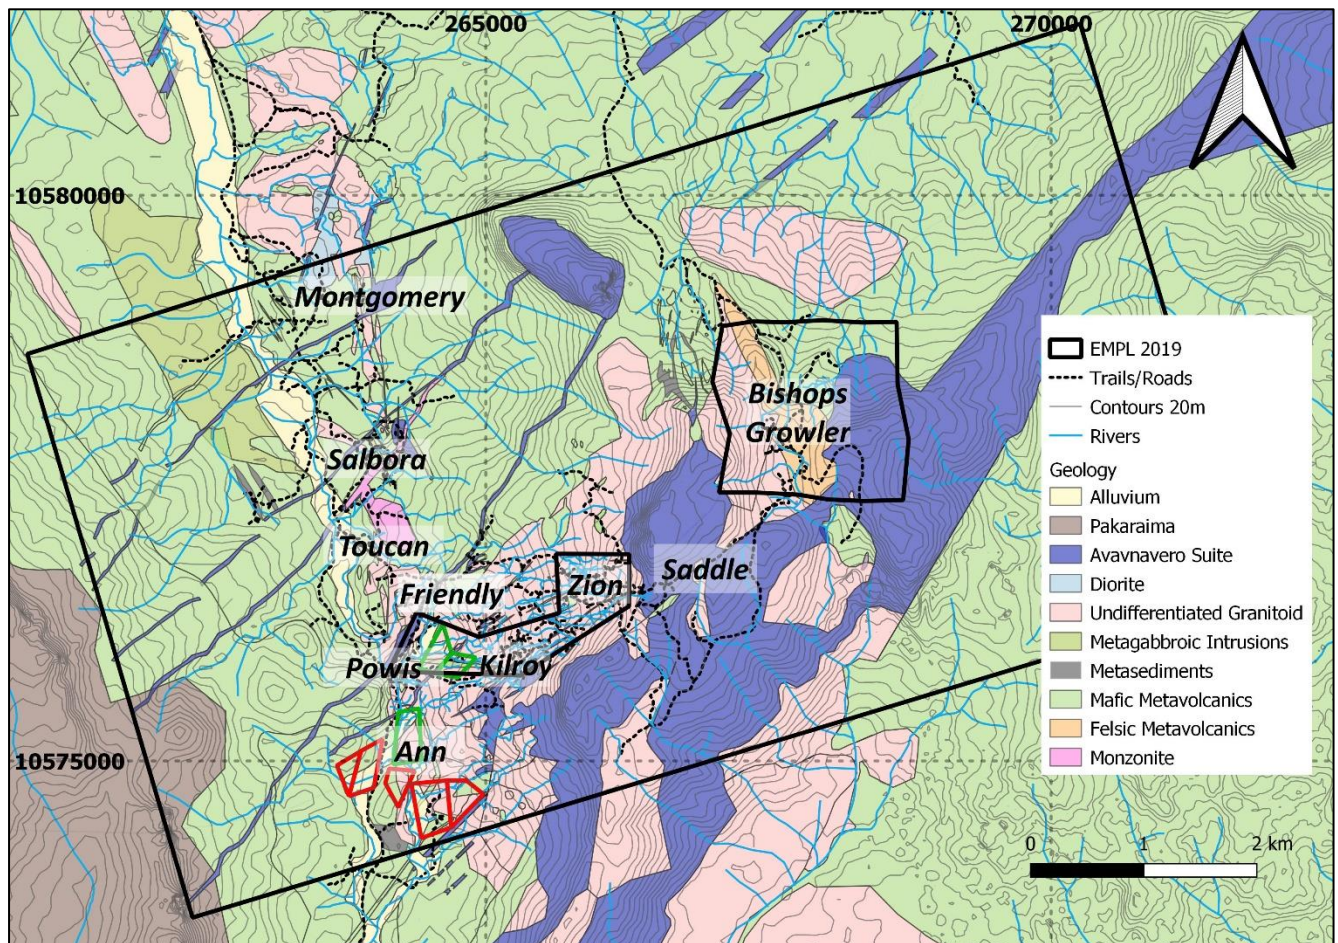 265000
270000
10580000
Montgomery
EMPL 2019
Trails/Roads
Contours 20m
Rivers
Geology
Alluvium
Pakaraima
Avavnavero Suite
Diorite
Undifferentiated Granitoid
Metagabbroic Intrusions
Metasediments
Mafic Metavolcanics
Felsic Metavolcanics
Monzonite
Bishops
Growler
Salbora
Toucan
Friendly
Zion
Saddle
Powis
Kilroy
Ann
10575000
0
1
2 km